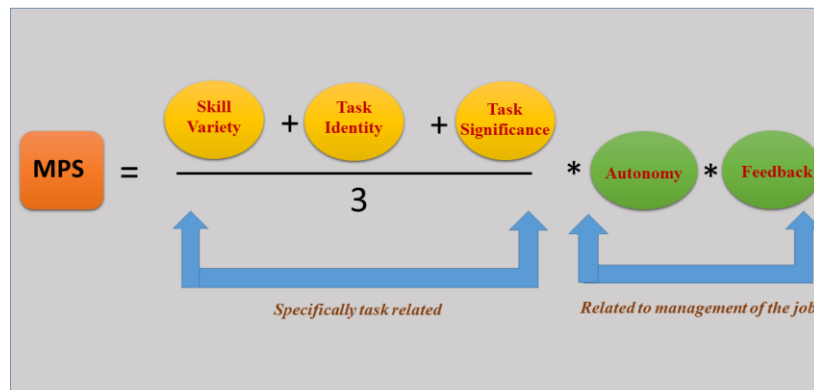 MPS = Skill Variety + Task Identity + Task Significance * Autonomy * Feedback
3
Specifically task related
Related to management of the job